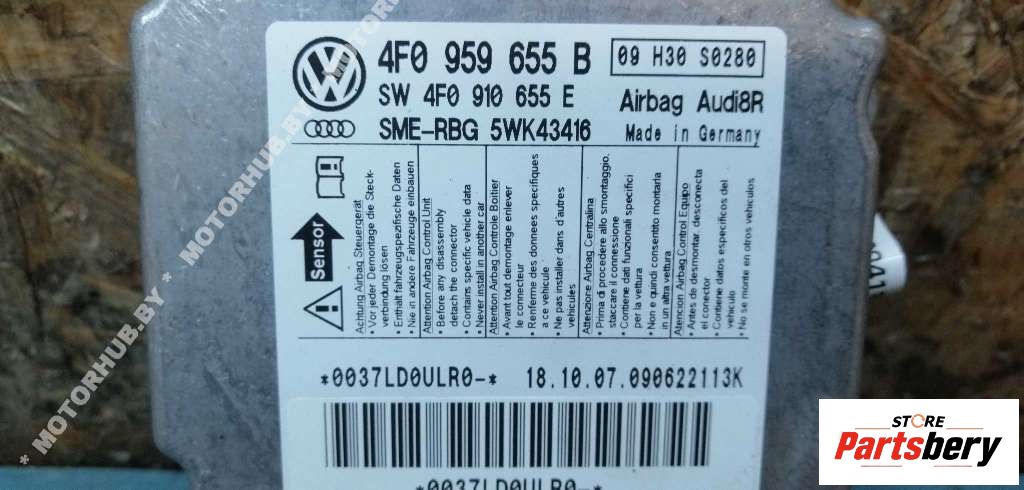 4F0 959 655 B
09 H30 S0280
SW 4F0 910 655 E
Airbag Audi8R
SME-RBG 5WK43416
Made in Germany
Sensor
Achtung Airbag Steuergerät
• Vor jeder Demontage die Steck-
verbindung lösen
• Enthält fahrzeugspezifische Daten
• Nie in andere Fahrzeuge einbauen
Attention Airbag Control Unit
• Before any disassembly
detach the connector
• Contains specific vehicle data
• Never install in another car
Attention Airbag Controle Boitier
• Avant tout demontage enlever
le connecteur
• Renferme des donnees specifiques
a ce vehicule
• Ne pas installer dans d'autres
vehicules
Attenzione Airbag Centralina
• Prima di procedere allo smontaggio,
staccare il connessione
• Contiene dati funzionali specifici
per la vettura
• Non e quindi consentito montarla
in un altra vettura
Atencion Airbag Control Equipo
• Antes de desmontar, desconecta
el conector
• Contiene datos especificos del
vehiculo
• No se monte en otros vehiculos
*0037LD0ULR0-*
18.10.07.090622113K
*0037LD0ULR0-*
* MOTORHUB.BY * MOTORHUB.BY
STORE
Partsbery